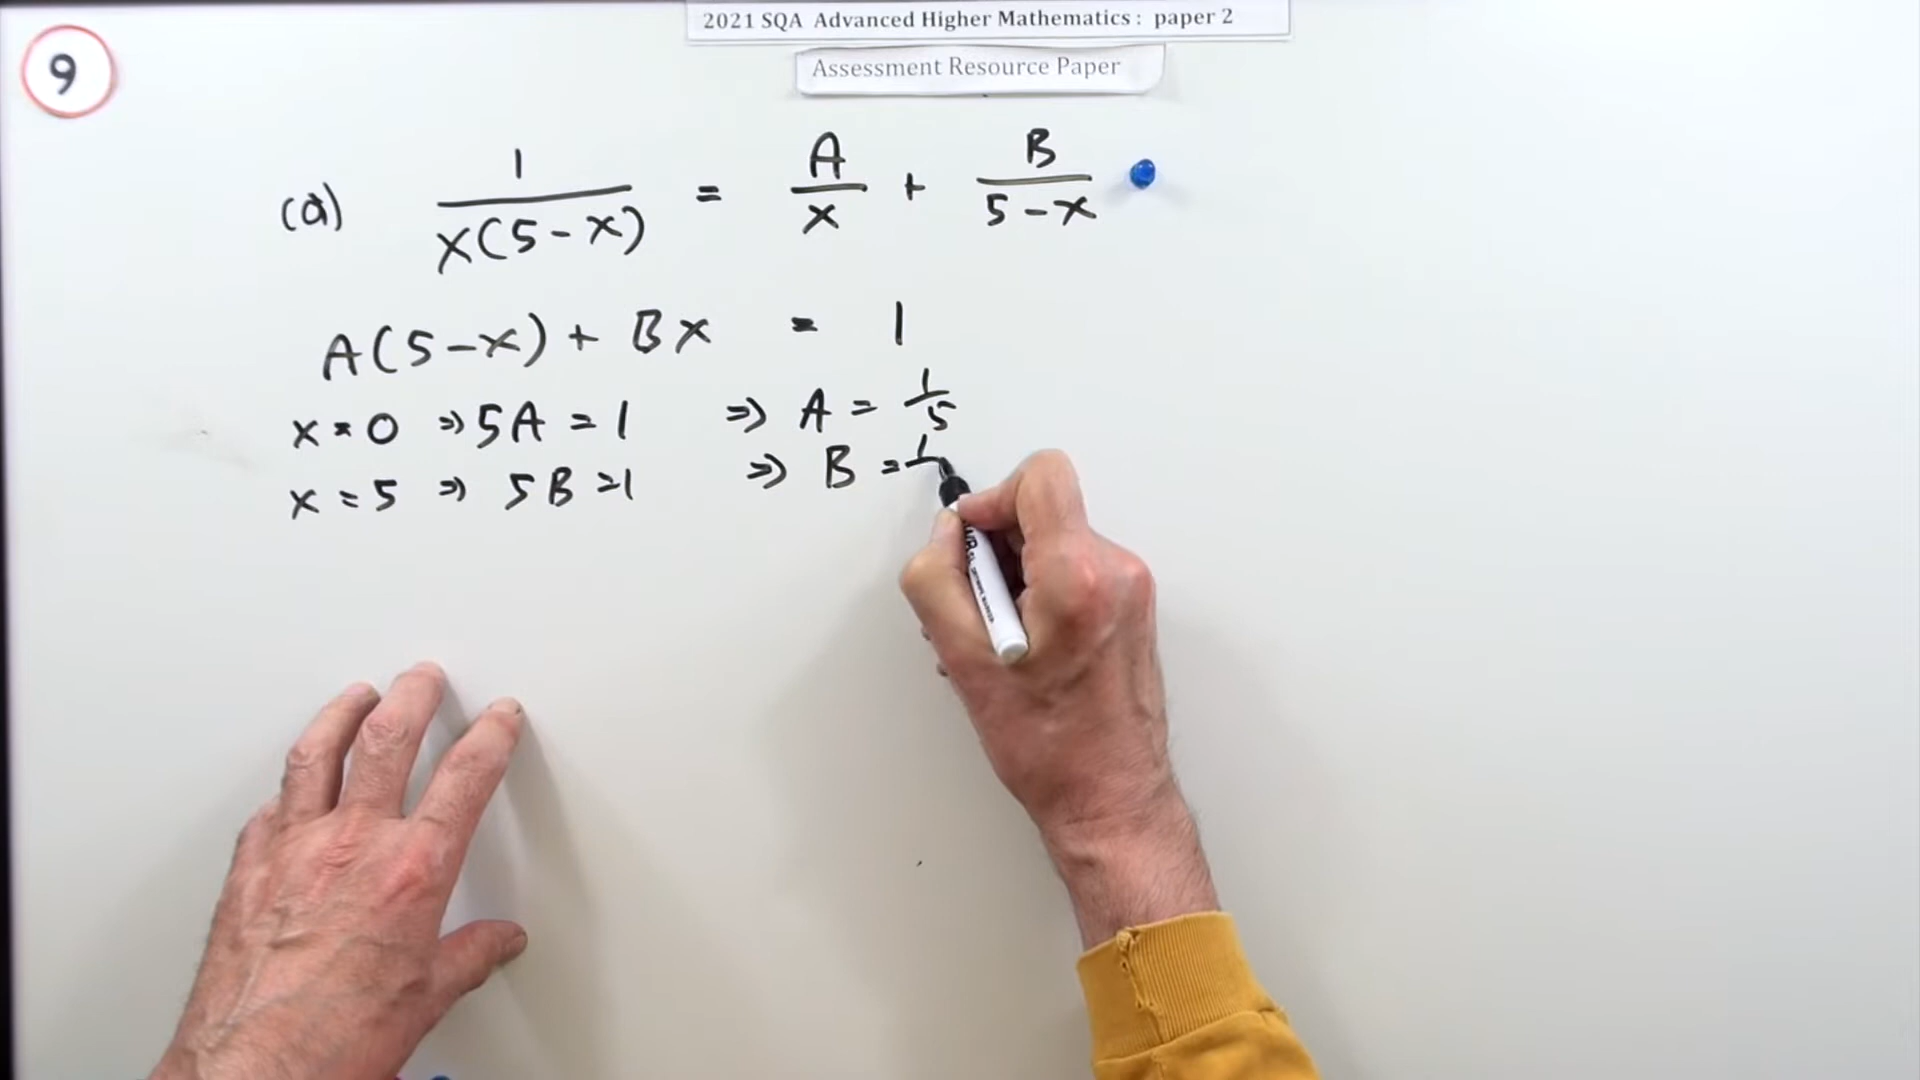 2021 SQA Advanced Higher Mathematics : paper 2
Assessment Resource Paper
9
(a) 1/(x(5-x)) = A/x + B/(5-x)
A(5-x) + Bx = 1
x = 0 ⇒ 5A = 1 ⇒ A = 1/5
x = 5 ⇒ 5B = 1 ⇒ B = 1/